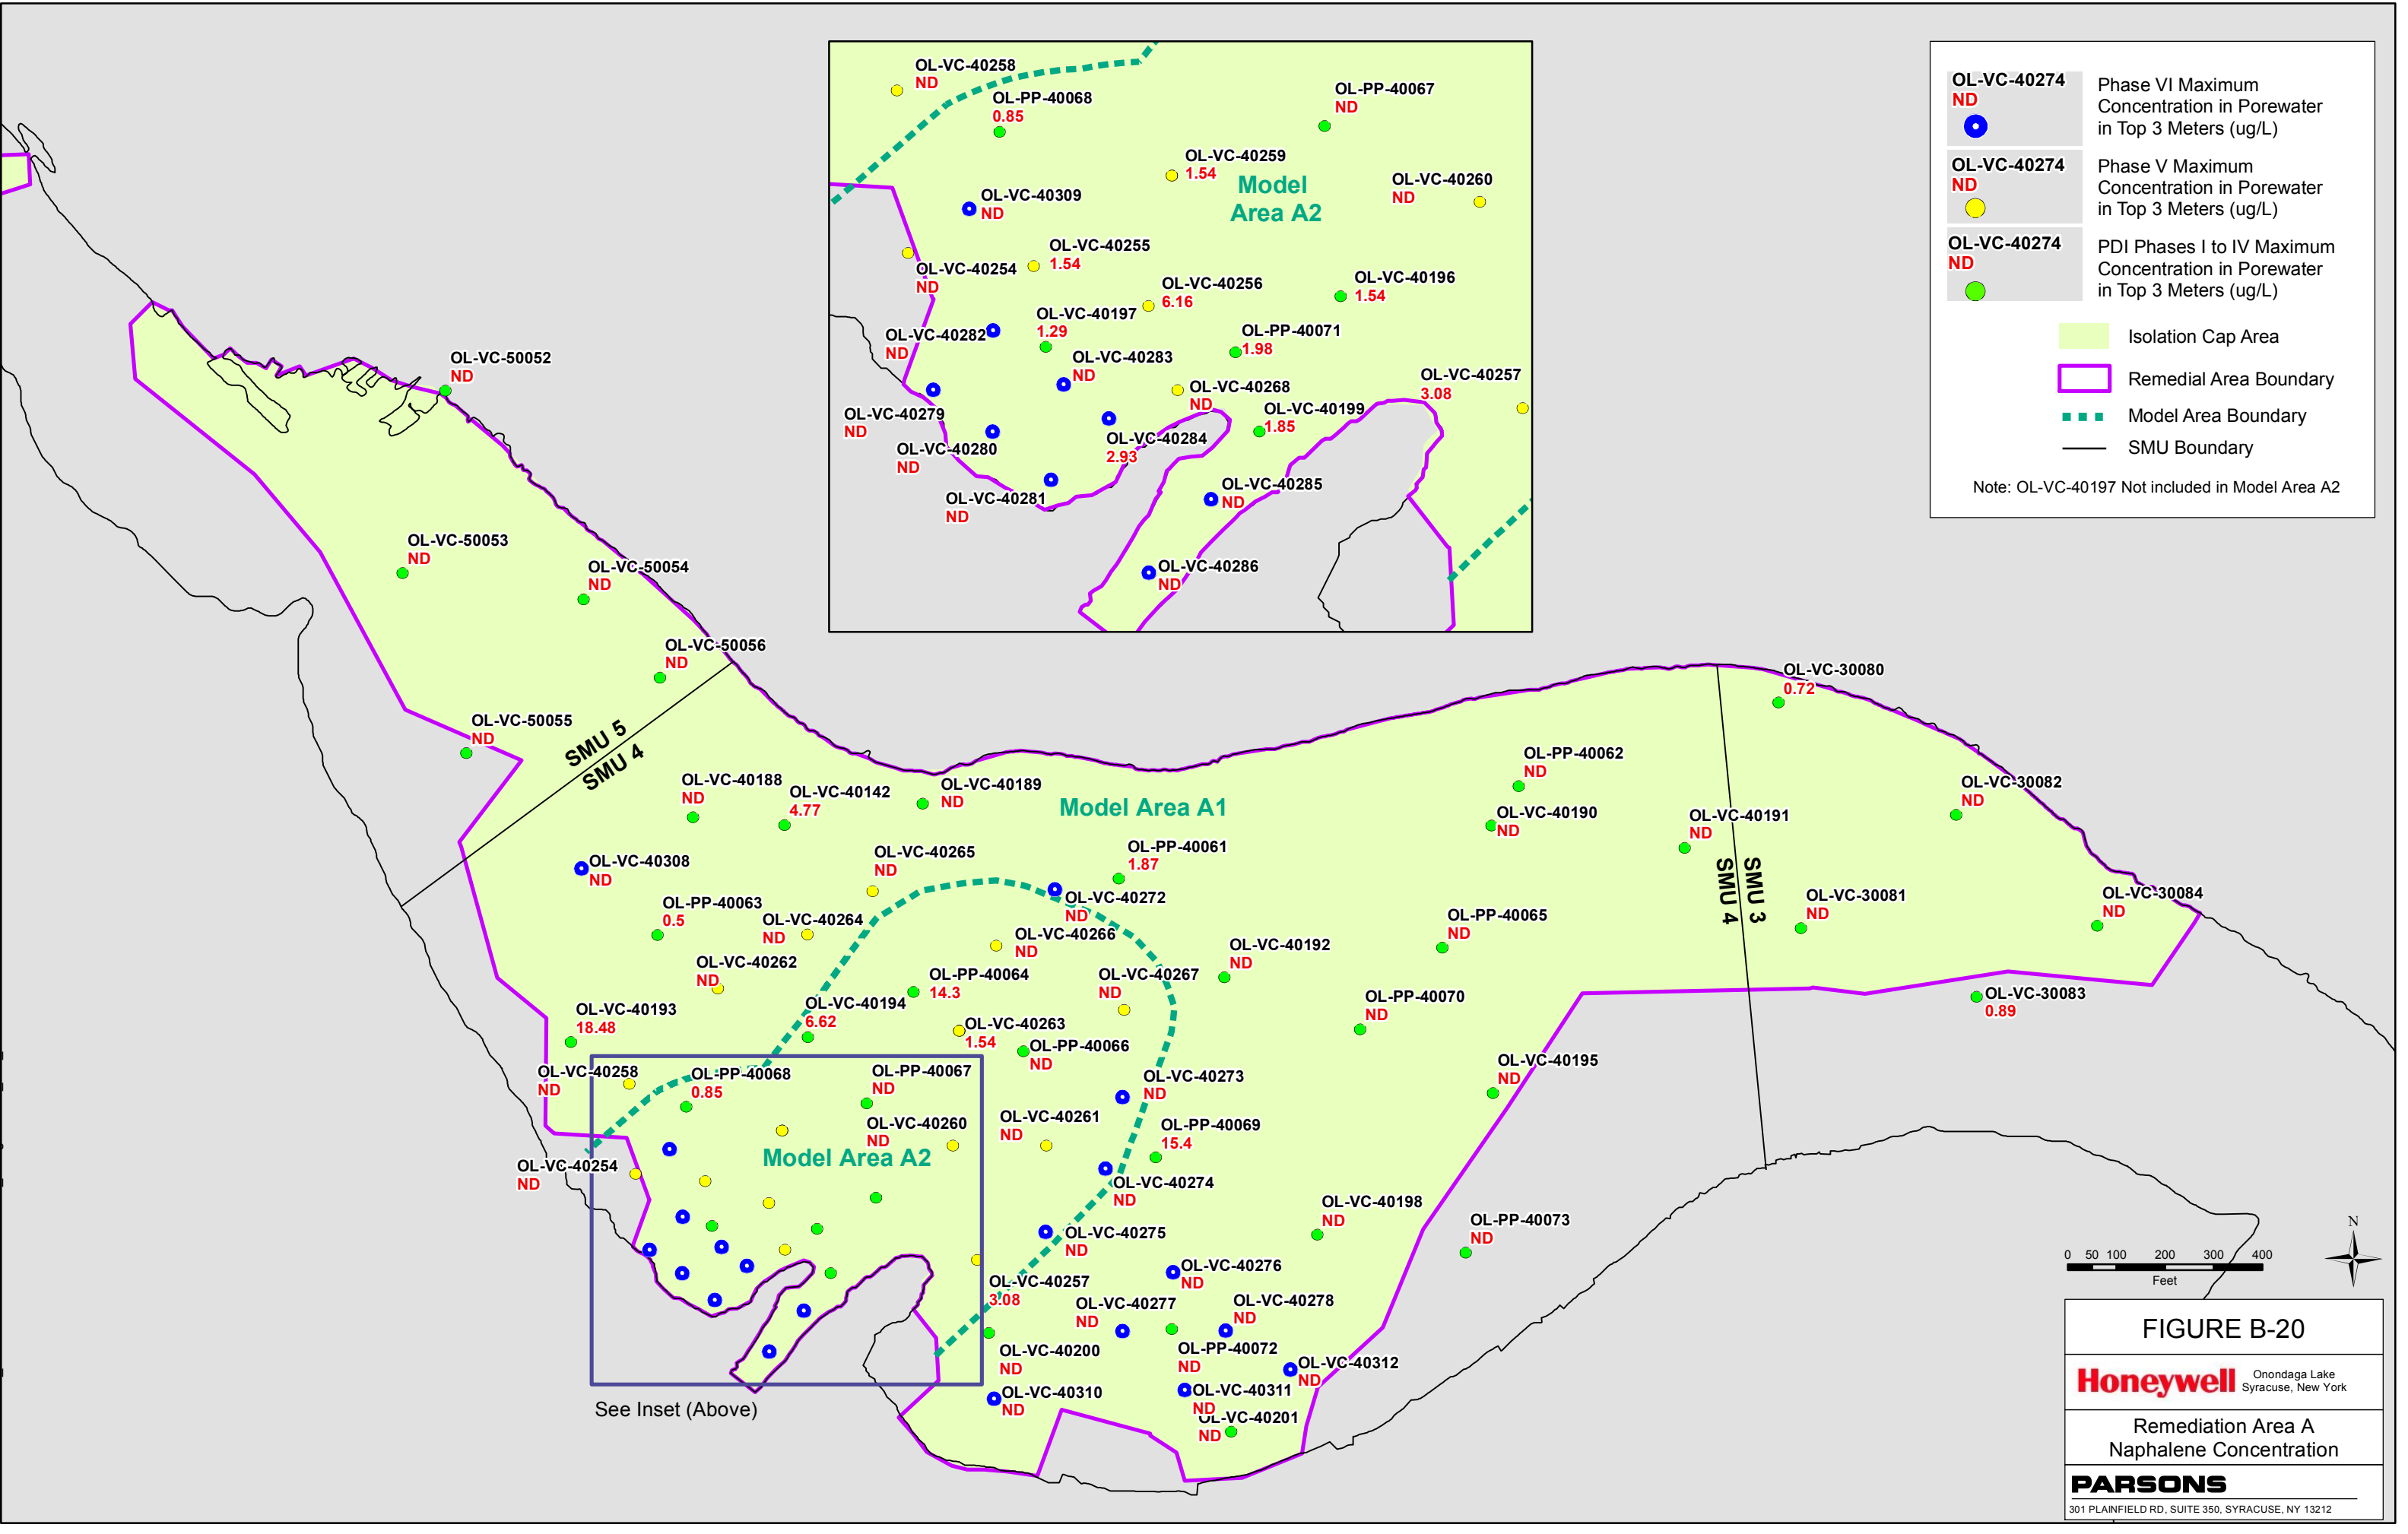 OL-VC-40258
ND
OL-PP-40068
0.85
OL-PP-40067
ND
OL-VC-40259
1.54
Model
Area A2
OL-VC-40260
ND
OL-VC-40309
ND
OL-VC-40254
ND
OL-VC-40255
1.54
OL-VC-40256
6.16
OL-VC-40196
1.54
OL-VC-40197
1.29
OL-VC-40282
ND
OL-PP-40071
1.98
OL-VC-40283
ND
OL-VC-40268
ND
OL-VC-40257
3.08
OL-VC-40279
ND
OL-VC-40199
1.85
OL-VC-40280
ND
OL-VC-40284
2.93
OL-VC-40281
ND
OL-VC-40285
ND
OL-VC-40286
ND
OL-VC-40274
ND
Phase VI Maximum
Concentration in Porewater
in Top 3 Meters (ug/L)
OL-VC-40274
ND
Phase V Maximum
Concentration in Porewater
in Top 3 Meters (ug/L)
OL-VC-40274
ND
PDI Phases I to IV Maximum
Concentration in Porewater
in Top 3 Meters (ug/L)
Isolation Cap Area
Remedial Area Boundary
Model Area Boundary
SMU Boundary
Note: OL-VC-40197 Not included in Model Area A2
OL-VC-50052
ND
OL-VC-50053
ND
OL-VC-50054
ND
OL-VC-50056
ND
OL-VC-50055
ND
SMU 5
SMU 4
OL-VC-30080
0.72
OL-PP-40062
ND
OL-VC-40188
ND
OL-VC-40142
4.77
OL-VC-40189
ND
Model Area A1
OL-VC-30082
ND
OL-VC-40190
ND
OL-VC-40191
ND
OL-VC-40308
ND
OL-VC-40265
ND
OL-PP-40061
1.87
SMU 4
SMU 3
OL-VC-40272
ND
OL-VC-30081
ND
OL-VC-30084
ND
OL-PP-40063
0.5
OL-VC-40264
ND
OL-VC-40266
ND
OL-VC-40192
ND
OL-PP-40065
ND
OL-VC-40262
ND
OL-PP-40064
14.3
OL-VC-40267
ND
OL-VC-40193
18.48
OL-VC-40194
6.62
OL-VC-40263
1.54
OL-PP-40066
ND
OL-PP-40070
ND
OL-VC-30083
0.89
OL-VC-40195
ND
OL-VC-40258
ND
OL-PP-40068
0.85
OL-PP-40067
ND
OL-VC-40273
ND
OL-VC-40260
ND
OL-VC-40261
ND
OL-PP-40069
15.4
Model Area A2
OL-VC-40254
ND
OL-VC-40274
ND
OL-VC-40198
ND
OL-PP-40073
ND
OL-VC-40275
ND
OL-VC-40276
ND
OL-VC-40257
3.08
OL-VC-40277
ND
OL-VC-40278
ND
OL-VC-40200
ND
OL-PP-40072
ND
OL-VC-40312
ND
OL-VC-40310
ND
OL-VC-40311
ND
OL-VC-40201
ND
See Inset (Above)
N
0 50 100 200 300 400
Feet
FIGURE B-20
Honeywell
Onondaga Lake
Syracuse, New York
Remediation Area A
Naphalene Concentration
PARSONS
301 PLAINFIELD RD, SUITE 350, SYRACUSE, NY 13212